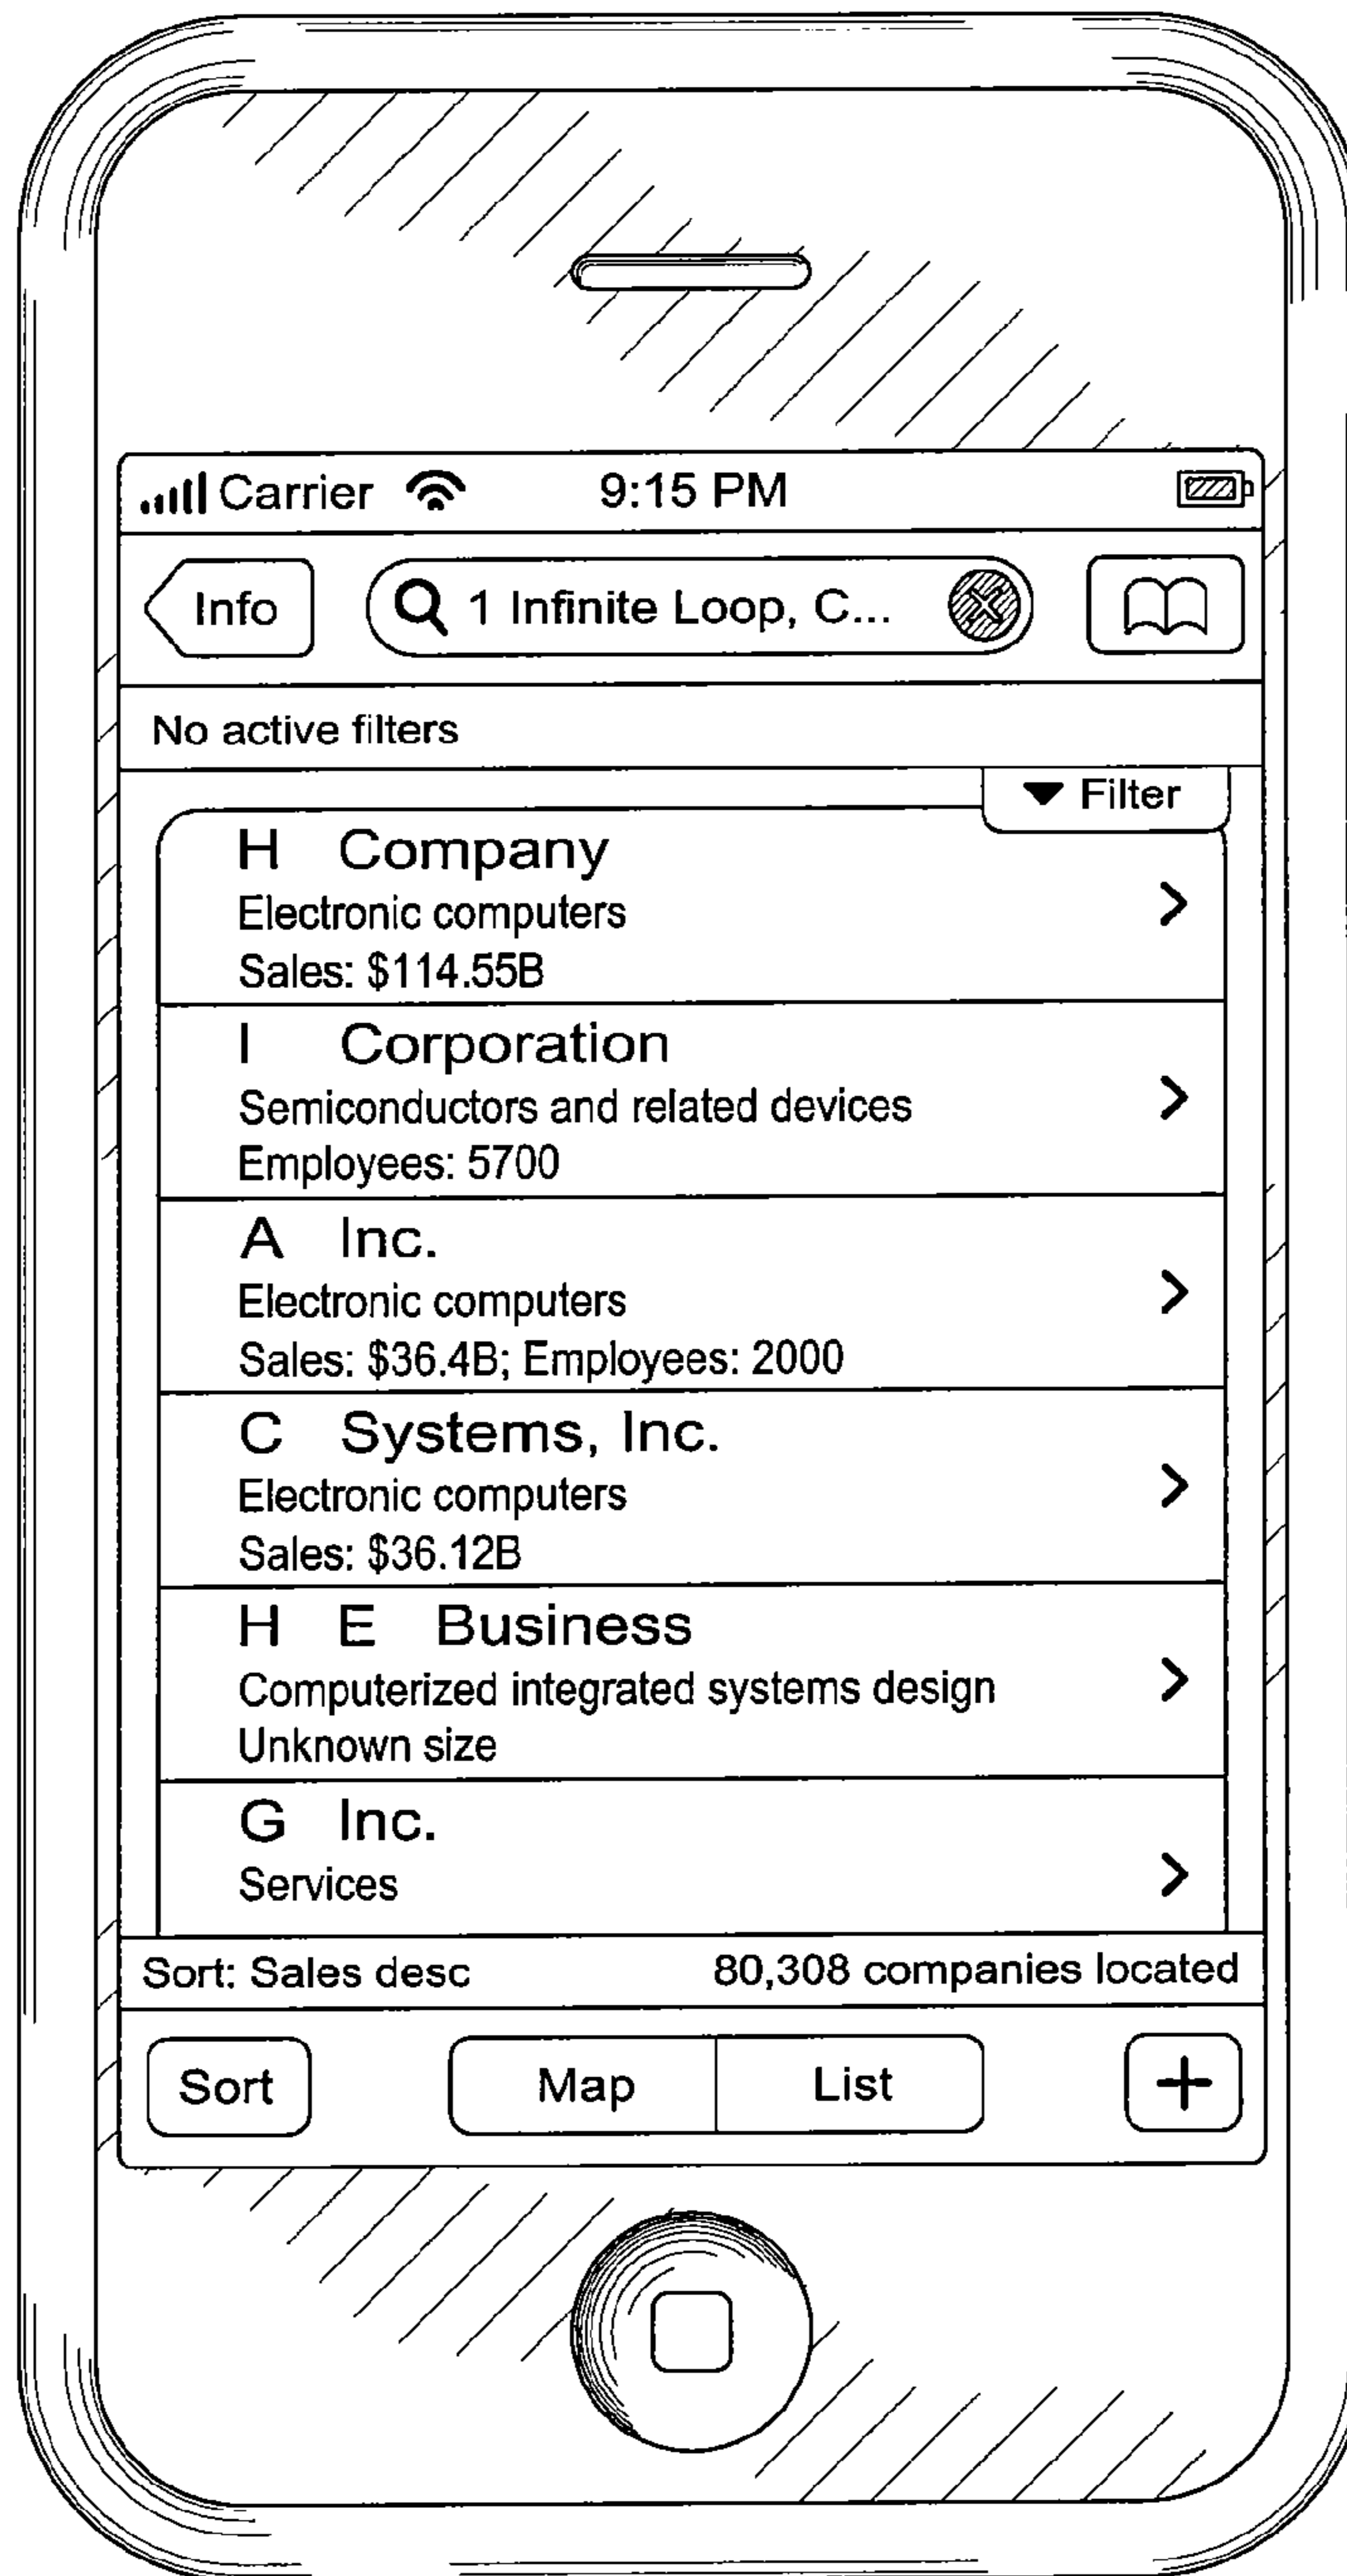 Carrier 9:15 PM
Info 1 Infinite Loop, C...
No active filters
Filter
H Company
Electronic computers
Sales: $114.55B
I Corporation
Semiconductors and related devices
Employees: 5700
A Inc.
Electronic computers
Sales: $36.4B; Employees: 2000
C Systems, Inc.
Electronic computers
Sales: $36.12B
H E Business
Computerized integrated systems design
Unknown size
G Inc.
Services
Sort: Sales desc 80,308 companies located
Sort Map List +